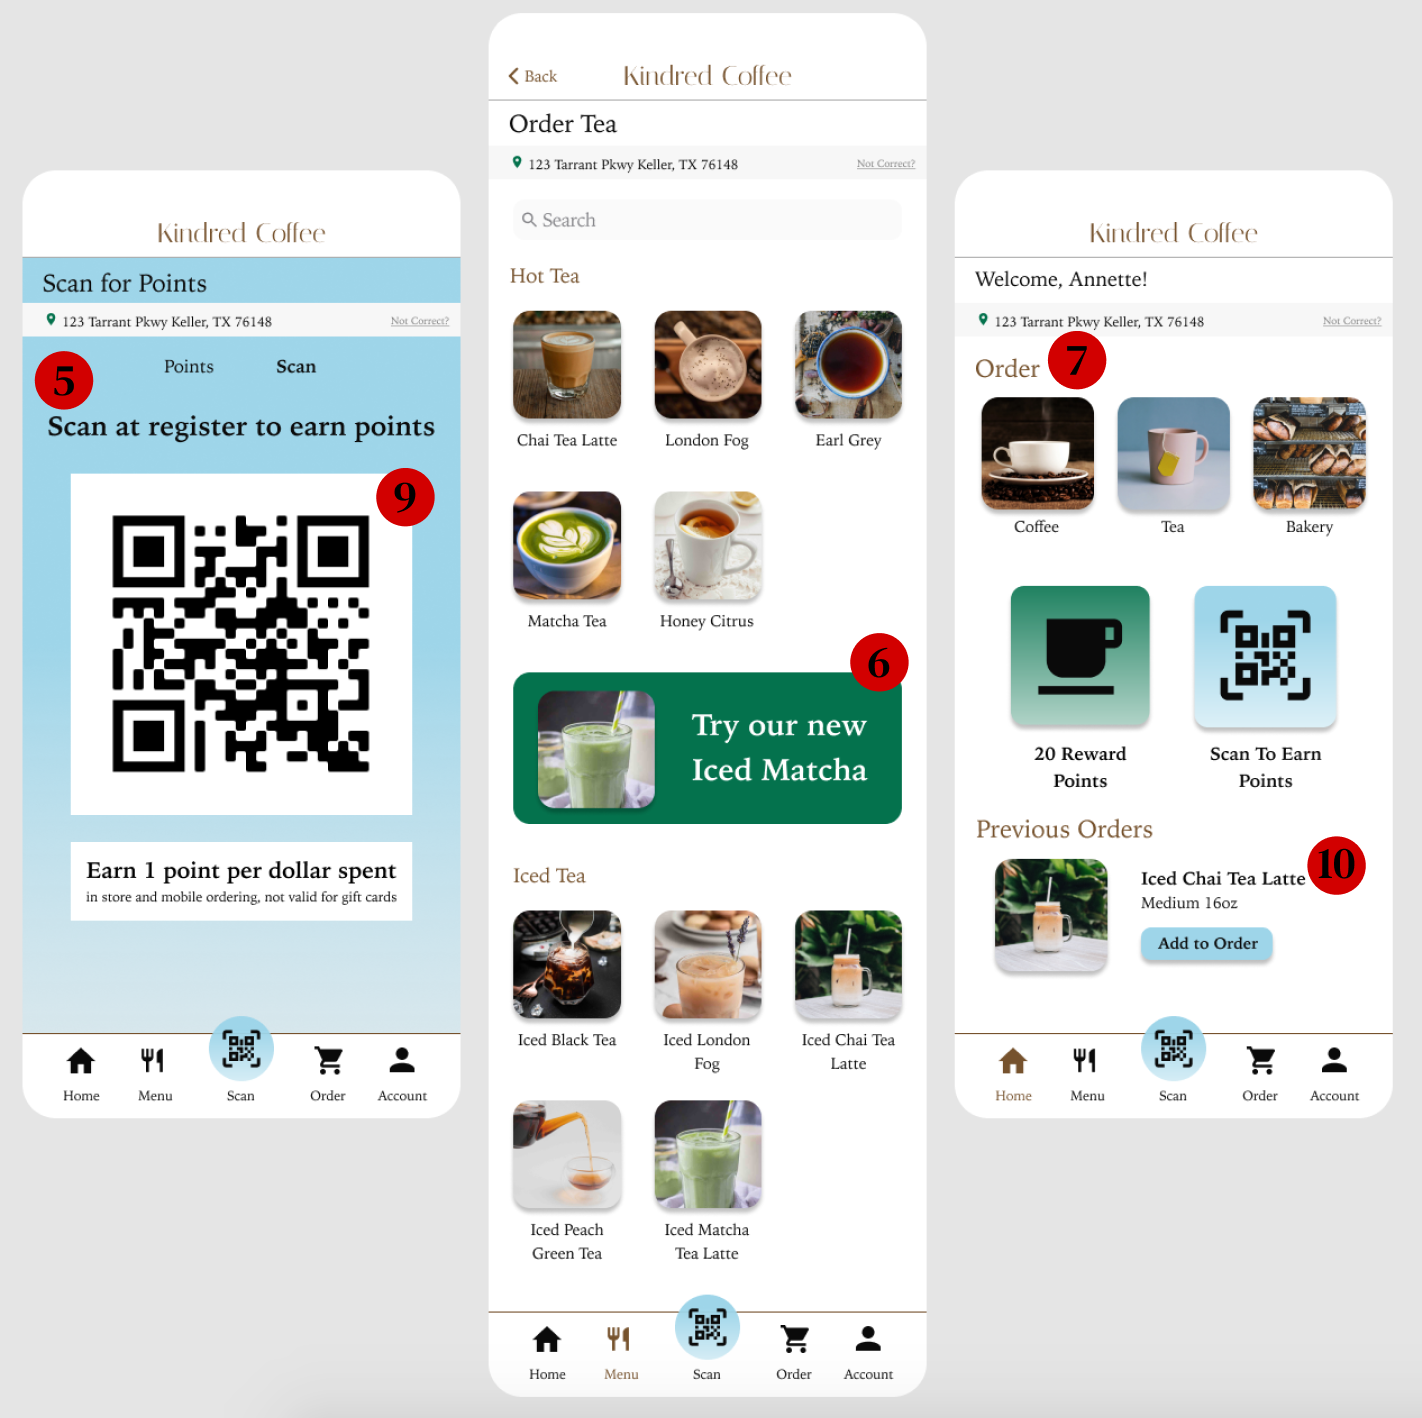 Kindred Coffee
Scan for Points
123 Tarrant Pkwy Keller, TX 76148 Not Correct?
5
Points Scan
Scan at register to earn points
9
Earn 1 point per dollar spent
in store and mobile ordering, not valid for gift cards
Home Menu Scan Order Account
Back Kindred Coffee
Order Tea
123 Tarrant Pkwy Keller, TX 76148 Not Correct?
Search
Hot Tea
Chai Tea Latte London Fog Earl Grey
Matcha Tea Honey Citrus
6
Try our new
Iced Matcha
Iced Tea
Iced Black Tea Iced London Iced Chai Tea
Fog Latte
Iced Peach Iced Matcha
Green Tea Tea Latte
Home Menu Scan Order Account
Kindred Coffee
Welcome, Annette!
123 Tarrant Pkwy Keller, TX 76148 Not Correct?
Order 7
Coffee Tea Bakery
20 Reward Scan To Earn
Points Points
Previous Orders
10
Iced Chai Tea Latte
Medium 16oz
Add to Order
Home Menu Scan Order Account